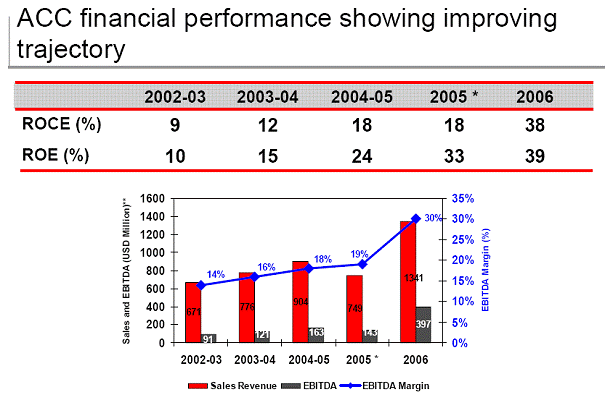 ACC financial performance showing improving
trajectory
2002-03 2003-04 2004-05 2005 * 2006
ROCE (%) 9 12 18 18 38
ROE (%) 10 15 24 33 39
Sales and EBITDA (USD Million)**
1600
1400
1200
1000
800
600
400
200
0
671 776 904 749 1341
91 121 163 143 397
14% 16% 18% 19% 30%
35%
30%
25%
20%
15%
10%
5%
0%
EBITDA Margin (%)
2002-03 2003-04 2004-05 2005 * 2006
Sales Revenue EBITDA EBITDA Margin